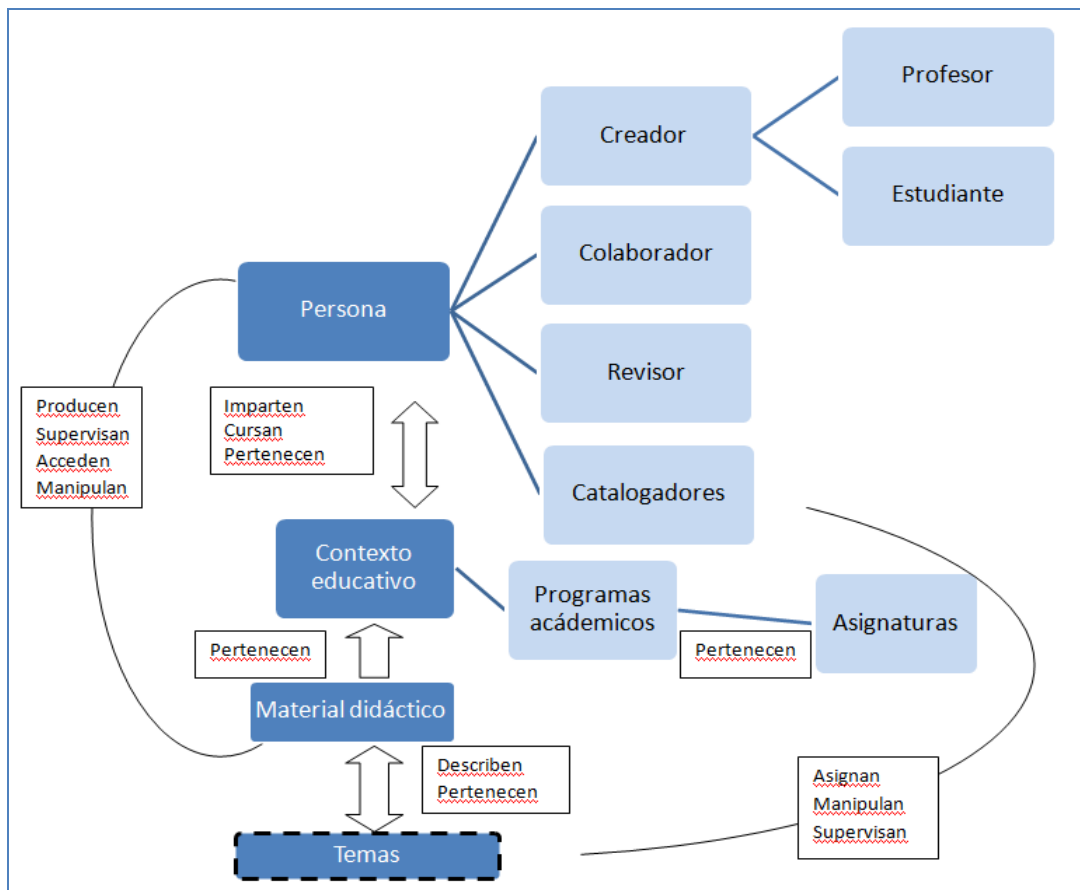 Profesor
Creador
Estudiante
Colaborador
Persona
Revisor
Producen
Supervisan
Acceden
Manipulan
Imparten
Cursan
Pertenecen
Catalogadores
Contexto
educativo
Programas
académicos
Asignaturas
Pertenecen
Pertenecen
Material didáctico
Describen
Pertenecen
Asignan
Manipulan
Supervisan
Temas